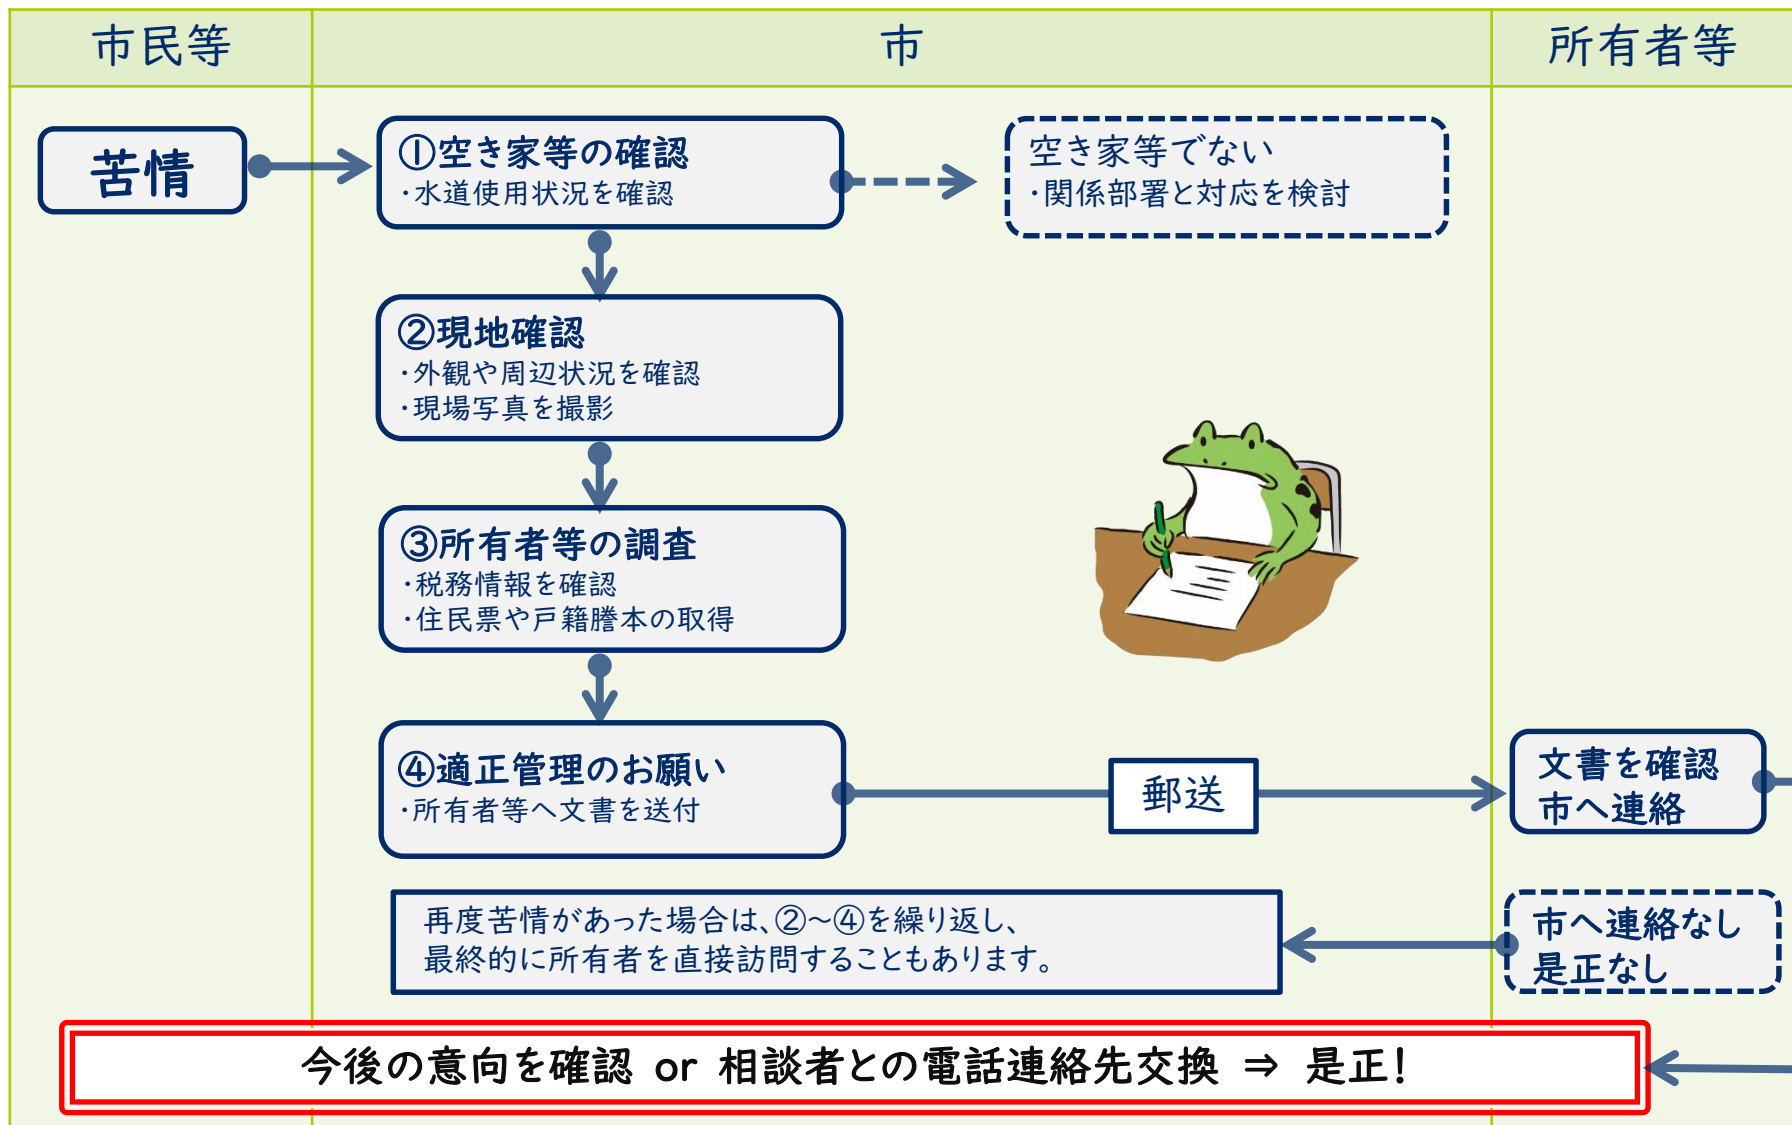 市民等
市
所有者等
苦情
①空き家等の確認
・水道使用状況を確認
空き家等でない
・関係部署と対応を検討
②現地確認
・外観や周辺状況を確認
・現場写真を撮影
③所有者等の調査
・税務情報を確認
・住民票や戸籍謄本の取得
④適正管理のお願い
・所有者等へ文書を送付
郵送
文書を確認
市へ連絡
再度苦情があった場合は、②～④を繰り返し、
最終的に所有者を直接訪問することもあります。
市へ連絡なし
是正なし
今後の意向を確認 or 相談者との電話連絡先交換 ⇒ 是正！